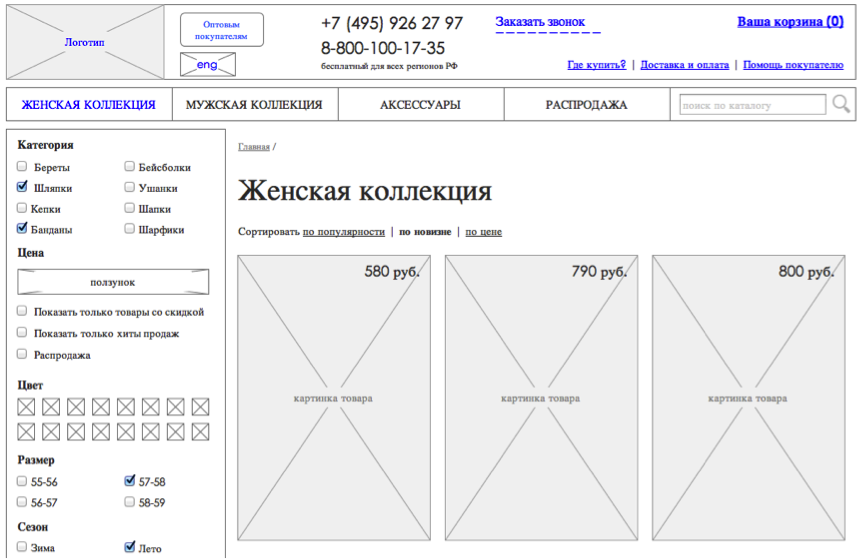 Логотип
Оптовым
покупателям
eng
+7 (495) 926 27 97
8-800-100-17-35
бесплатный для всех регионов РФ
Заказать звонок
Ваша корзина (0)
Где купить? | Доставка и оплата | Помощь покупателю
ЖЕНСКАЯ КОЛЛЕКЦИЯ МУЖСКАЯ КОЛЛЕКЦИЯ АКСЕССУАРЫ РАСПРОДАЖА поиск по каталогу
Категория
Береты Бейсболки
Шляпки Ушанки
Кепки Шапки
Банданы Шарфики
Цена
ползунок
Показать только товары со скидкой
Показать только хиты продаж
Распродажа
Цвет
Размер
55-56 57-58
56-57 58-59
Сезон
Зима Лето
Главная /
Женская коллекция
Сортировать по популярности | по новизне | по цене
580 руб. 790 руб. 800 руб.
картинка товара картинка товара картинка товара